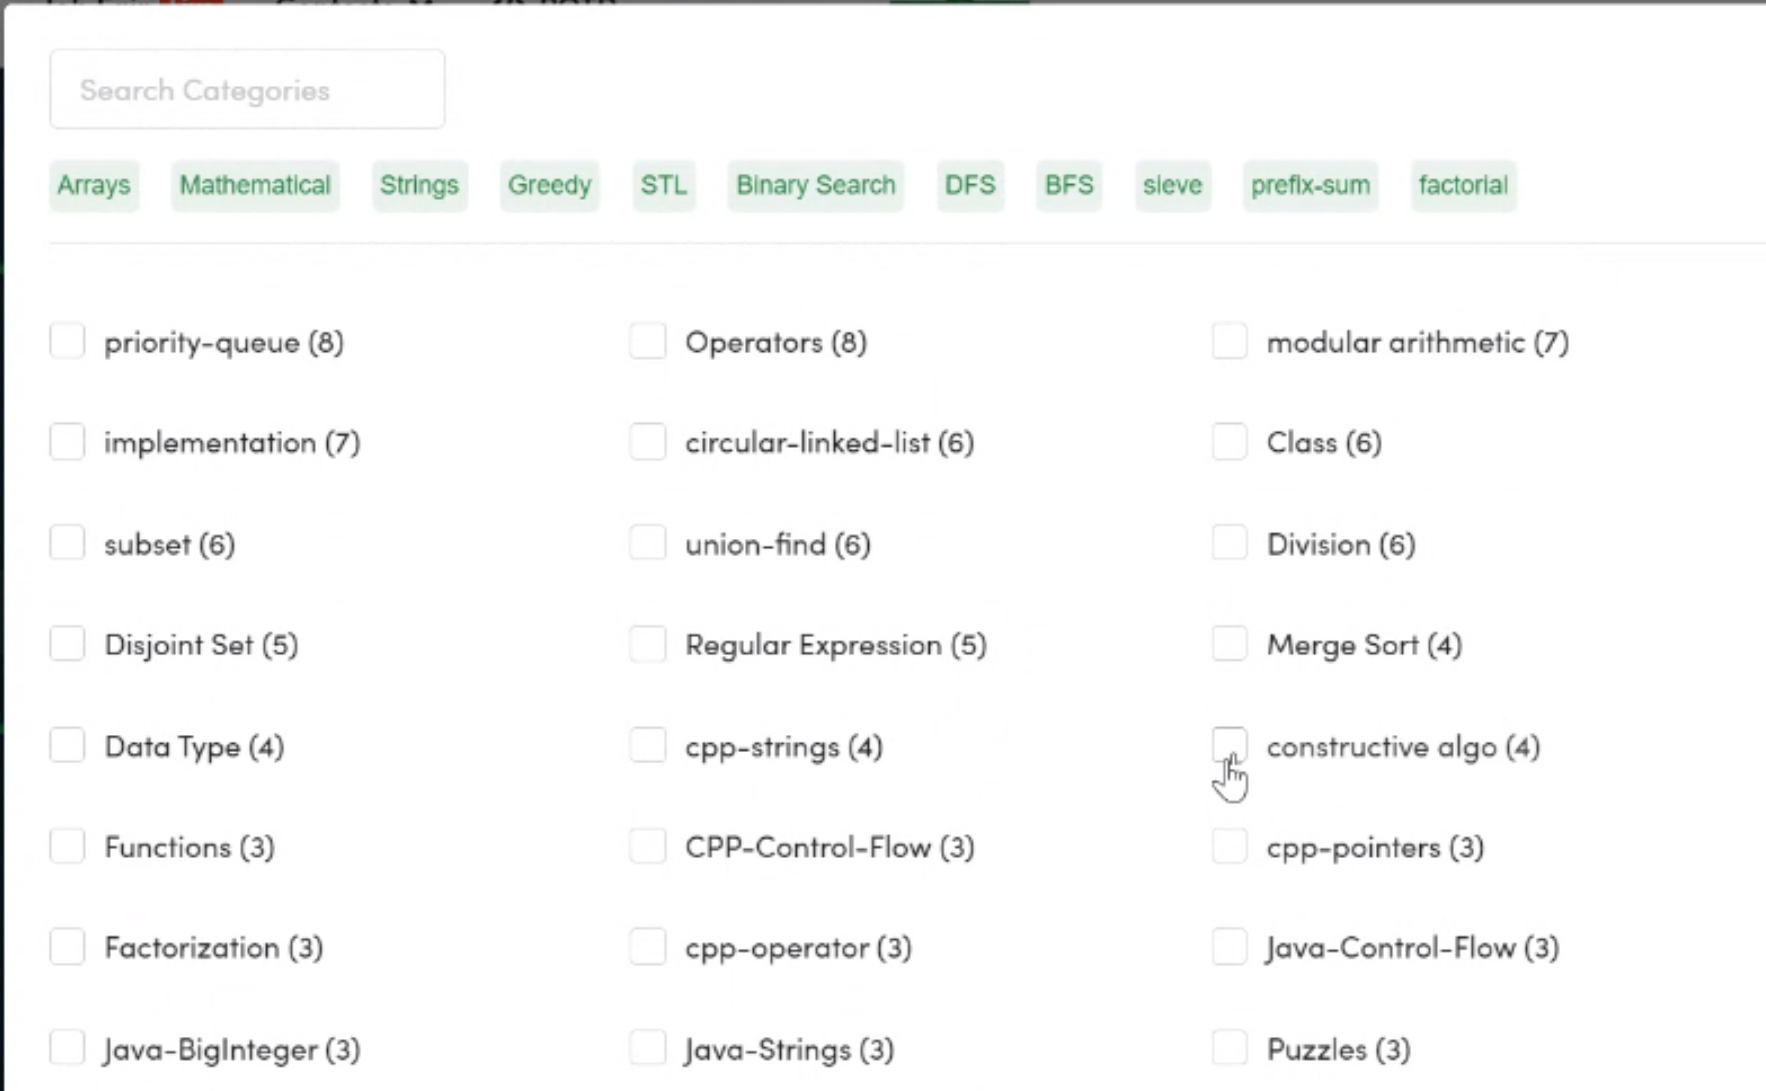 Search Categories
Arrays Mathematical Strings Greedy STL Binary Search DFS BFS sieve prefix-sum factorial
priority-queue (8) Operators (8) modular arithmetic (7)
implementation (7) circular-linked-list (6) Class (6)
subset (6) union-find (6) Division (6)
Disjoint Set (5) Regular Expression (5) Merge Sort (4)
Data Type (4) cpp-strings (4) constructive algo (4)
Functions (3) CPP-Control-Flow (3) cpp-pointers (3)
Factorization (3) cpp-operator (3) Java-Control-Flow (3)
Java-BigInteger (3) Java-Strings (3) Puzzles (3)